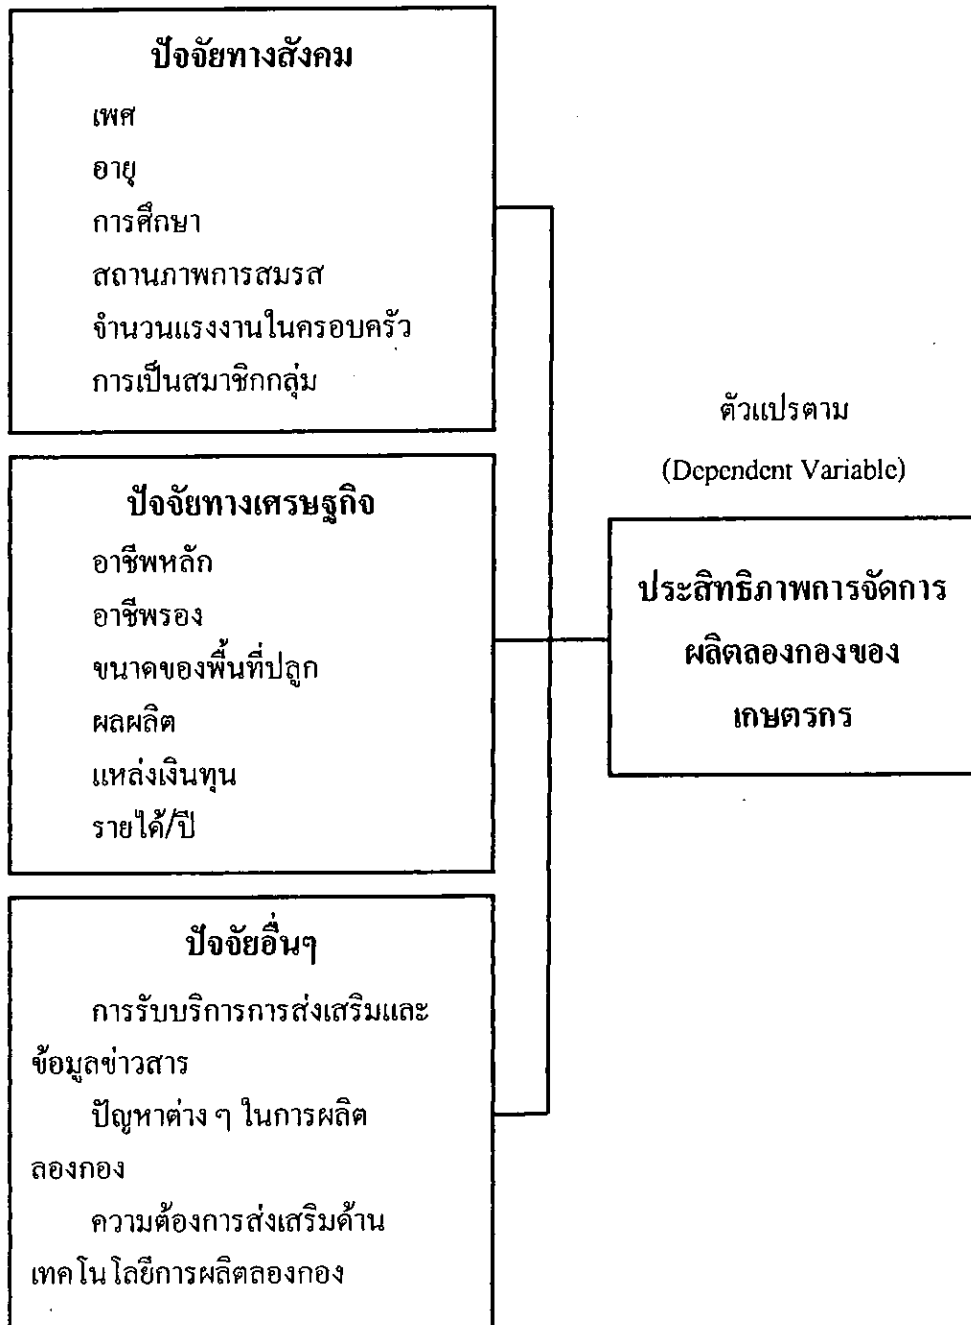 ปัจจัยทางสังคม
เพศ
อายุ
การศึกษา
สถานภาพการสมรส
จำนวนแรงงานในครอบครัว
การเป็นสมาชิกกลุ่ม
ปัจจัยทางเศรษฐกิจ
อาชีพหลัก
อาชีพรอง
ขนาดของพื้นที่ปลูก
ผลผลิต
แหล่งเงินทุน
รายได้/ปี
ปัจจัยอื่นๆ
การรับบริการการส่งเสริมและ
ข้อมูลข่าวสาร
ปัญหาต่าง ๆ ในการผลิต
ลองกอง
ความต้องการส่งเสริมด้าน
เทคโนโลยีการผลิตลองกอง
ตัวแปรตาม
(Dependent Variable)
ประสิทธิภาพการจัดการ
ผลิตลองกองของ
เกษตรกร